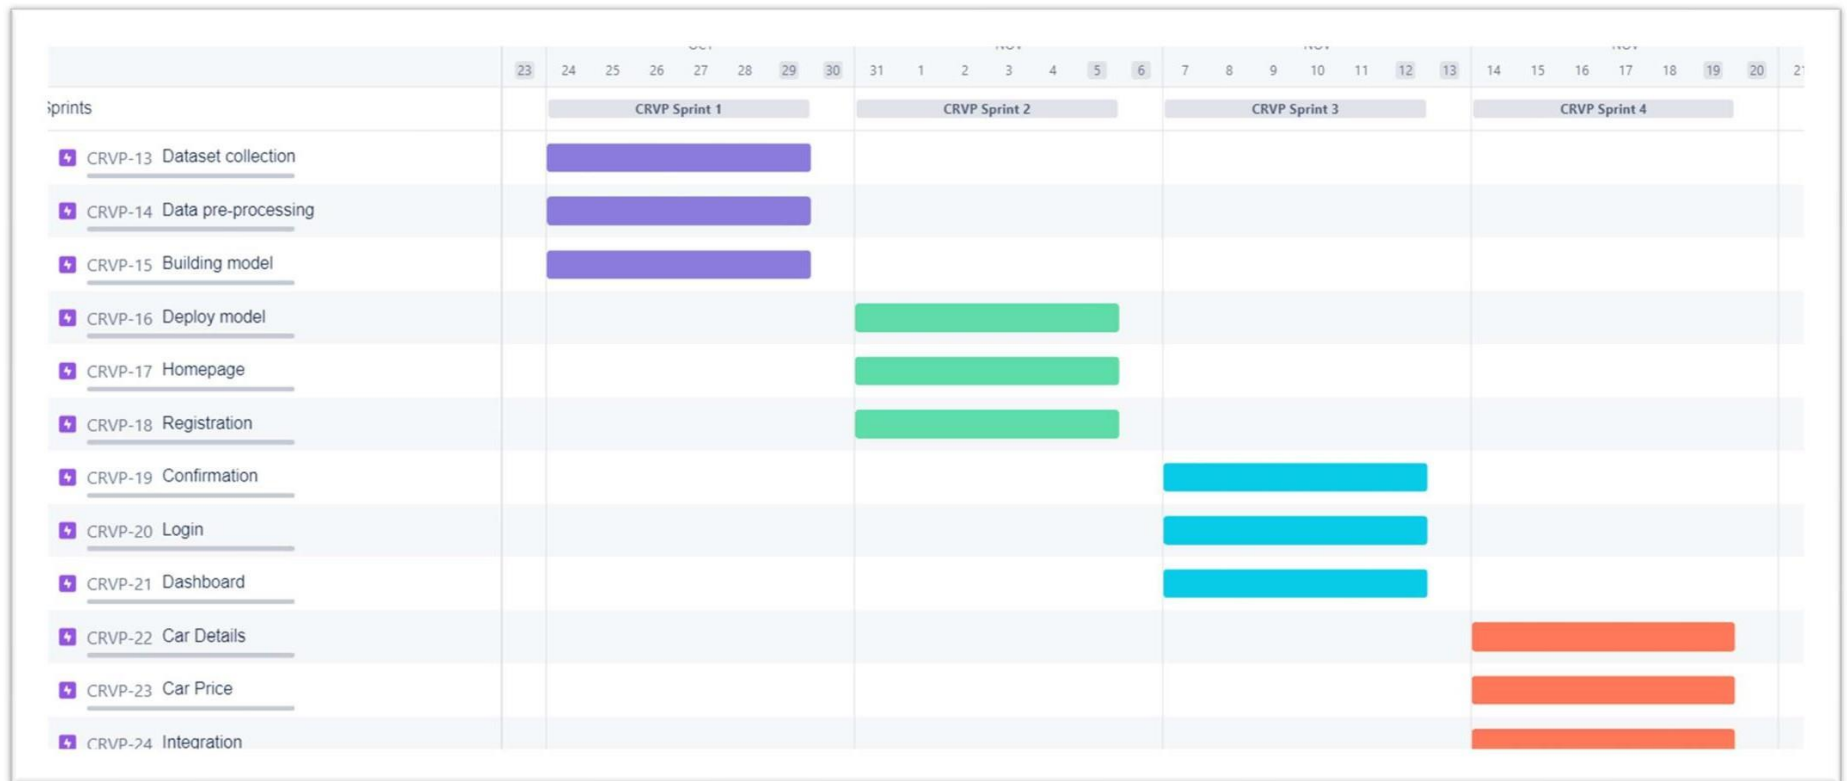 23 24 25 26 27 28 29 30 31 1 2 3 4 5 6 7 8 9 10 11 12 13 14 15 16 17 18 19 20
CRVP Sprint 1 CRVP Sprint 2 CRVP Sprint 3 CRVP Sprint 4
CRVP-13 Dataset collection
CRVP-14 Data pre-processing
CRVP-15 Building model
CRVP-16 Deploy model
CRVP-17 Homepage
CRVP-18 Registration
CRVP-19 Confirmation
CRVP-20 Login
CRVP-21 Dashboard
CRVP-22 Car Details
CRVP-23 Car Price
CRVP-24 Integration